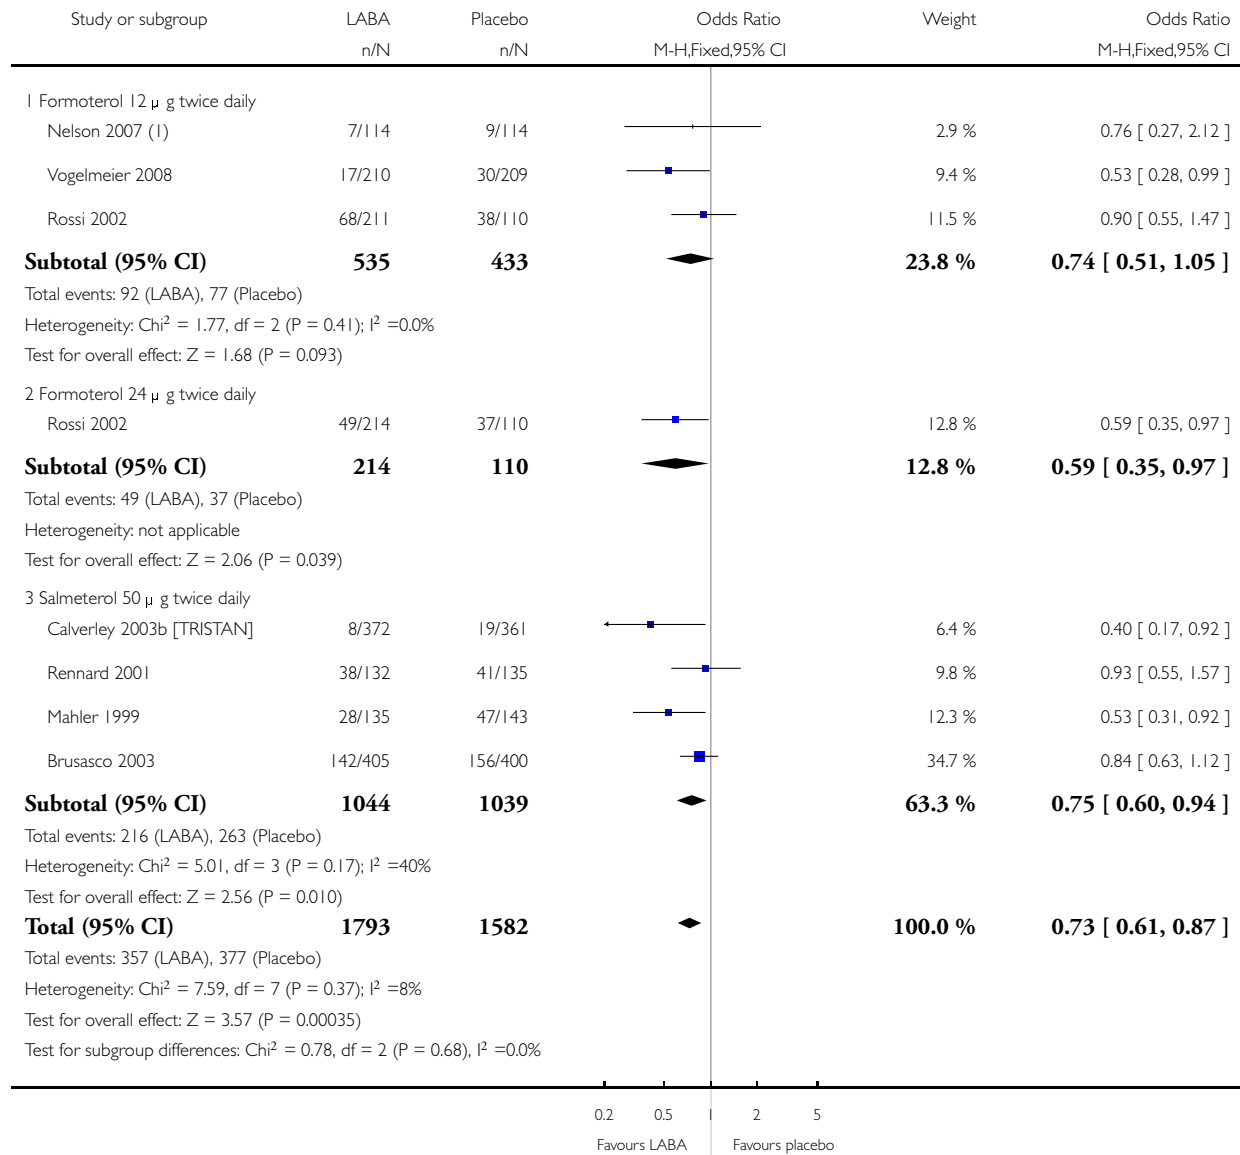 Study or subgroup LABA Placebo Odds Ratio Weight Odds Ratio
n/N n/N M-H,Fixed,95% CI M-H,Fixed,95% CI
1 Formoterol 12 μ g twice daily
Nelson 2007 (1) 7/114 9/114 2.9 % 0.76 [ 0.27, 2.12 ]
Vogelmeier 2008 17/210 30/209 9.4 % 0.53 [ 0.28, 0.99 ]
Rossi 2002 68/211 38/110 11.5 % 0.90 [ 0.55, 1.47 ]
Subtotal (95% CI) 535 433 23.8 % 0.74 [ 0.51, 1.05 ]
Total events: 92 (LABA), 77 (Placebo)
Heterogeneity: Chi² = 1.77, df = 2 (P = 0.41); I² =0.0%
Test for overall effect: Z = 1.68 (P = 0.093)
2 Formoterol 24 μ g twice daily
Rossi 2002 49/214 37/110 12.8 % 0.59 [ 0.35, 0.97 ]
Subtotal (95% CI) 214 110 12.8 % 0.59 [ 0.35, 0.97 ]
Total events: 49 (LABA), 37 (Placebo)
Heterogeneity: not applicable
Test for overall effect: Z = 2.06 (P = 0.039)
3 Salmeterol 50 μ g twice daily
Calverley 2003b [TRISTAN] 8/372 19/361 6.4 % 0.40 [ 0.17, 0.92 ]
Rennard 2001 38/132 41/135 9.8 % 0.93 [ 0.55, 1.57 ]
Mahler 1999 28/135 47/143 12.3 % 0.53 [ 0.31, 0.92 ]
Brusasco 2003 142/405 156/400 34.7 % 0.84 [ 0.63, 1.12 ]
Subtotal (95% CI) 1044 1039 63.3 % 0.75 [ 0.60, 0.94 ]
Total events: 216 (LABA), 263 (Placebo)
Heterogeneity: Chi² = 5.01, df = 3 (P = 0.17); I² =40%
Test for overall effect: Z = 2.56 (P = 0.010)
Total (95% CI) 1793 1582 100.0 % 0.73 [ 0.61, 0.87 ]
Total events: 357 (LABA), 377 (Placebo)
Heterogeneity: Chi² = 7.59, df = 7 (P = 0.37); I² =8%
Test for overall effect: Z = 3.57 (P = 0.00035)
Test for subgroup differences: Chi² = 0.78, df = 2 (P = 0.68), I² =0.0%
0.2 0.5 1 2 5
Favours LABA Favours placebo